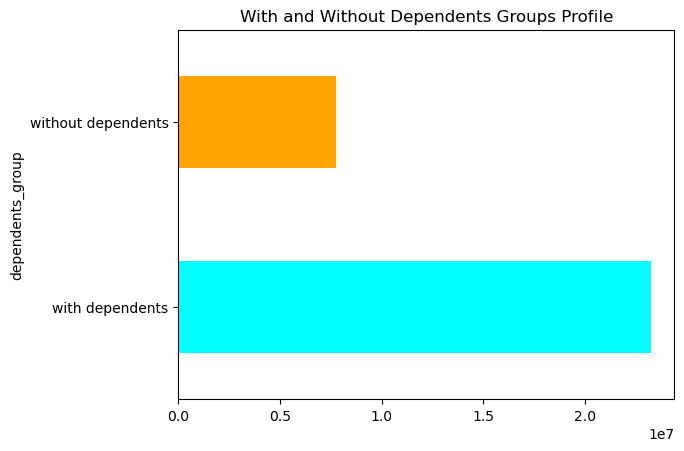 With and Without Dependents Groups Profile
without dependents
dependents_group
with dependents
0.0 0.5 1.0 1.5 2.0
1e7